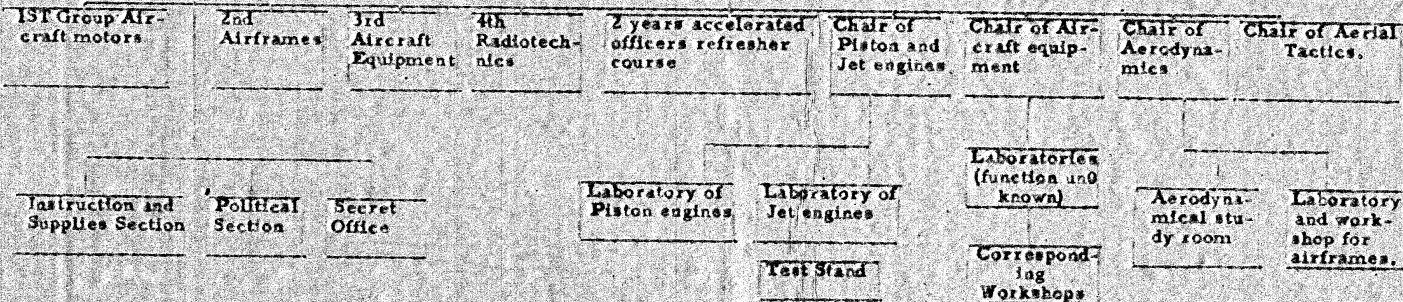 1ST Group Air-
craft motors
2nd
Airframes
3rd
Aircraft
Equipment
4th
Radiotech-
nics
2 years accelerated
officers refresher
course
Chair of
Piston and
Jet engines
Chair of Air-
craft equip-
ment
Chair of
Aerodyna-
mics
Chair of Aerial
Tactics.
Instruction and
Supplies Section
Political
Section
Secret
Office
Laboratory of
Piston engines
Laboratory of
Jet engines
Test Stand
Laboratories
(function un0
known)
Correspond-
ing
Workshops
Aerodyna-
mical stu-
dy room
Laboratory
and work-
shop for
airframes.